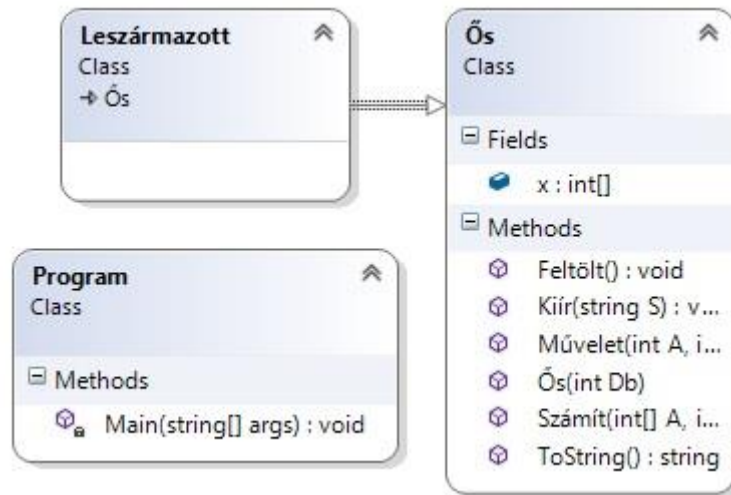 Leszármazott
Class
Ős
Program
Class
Methods
Main(string[] args) : void
Ős
Class
Fields
x : int[]
Methods
Feltölt() : void
Kiír(string S) : v...
Művelet(int A, i...
Ős(int Db)
Számít(int[] A, i...
ToString() : string